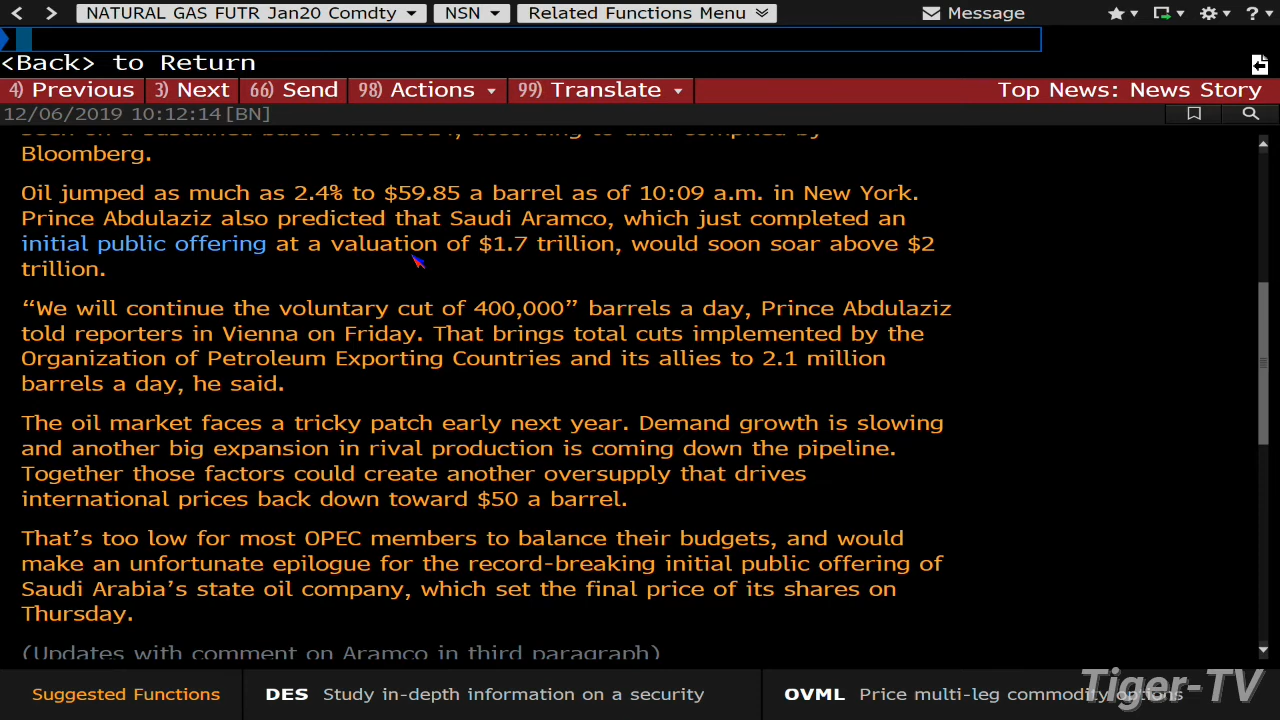 NATURAL GAS FUTR Jan20 Comdty
NSN
Related Functions Menu
Message
?
<Back> to Return
4) Previous
3) Next
66) Send
98) Actions
99) Translate
Top News: News Story
12/06/2019 10:12:14[BN]
seen on a sustained basis since 2014, according to data compiled by
Bloomberg.
Oil jumped as much as 2.4% to $59.85 a barrel as of 10:09 a.m. in New York.
Prince Abdulaziz also predicted that Saudi Aramco, which just completed an
initial public offering at a valuation of $1.7 trillion, would soon soar above $2
trillion.
“We will continue the voluntary cut of 400,000” barrels a day, Prince Abdulaziz
told reporters in Vienna on Friday. That brings total cuts implemented by the
Organization of Petroleum Exporting Countries and its allies to 2.1 million
barrels a day, he said.
The oil market faces a tricky patch early next year. Demand growth is slowing
and another big expansion in rival production is coming down the pipeline.
Together those factors could create another oversupply that drives
international prices back down toward $50 a barrel.
That’s too low for most OPEC members to balance their budgets, and would
make an unfortunate epilogue for the record-breaking initial public offering of
Saudi Arabia’s state oil company, which set the final price of its shares on
Thursday.
(Updates with comment on Aramco in third paragraph)
Suggested Functions
DES Study in-depth information on a security
OVML Price multi-leg commodity options
Tiger-TV